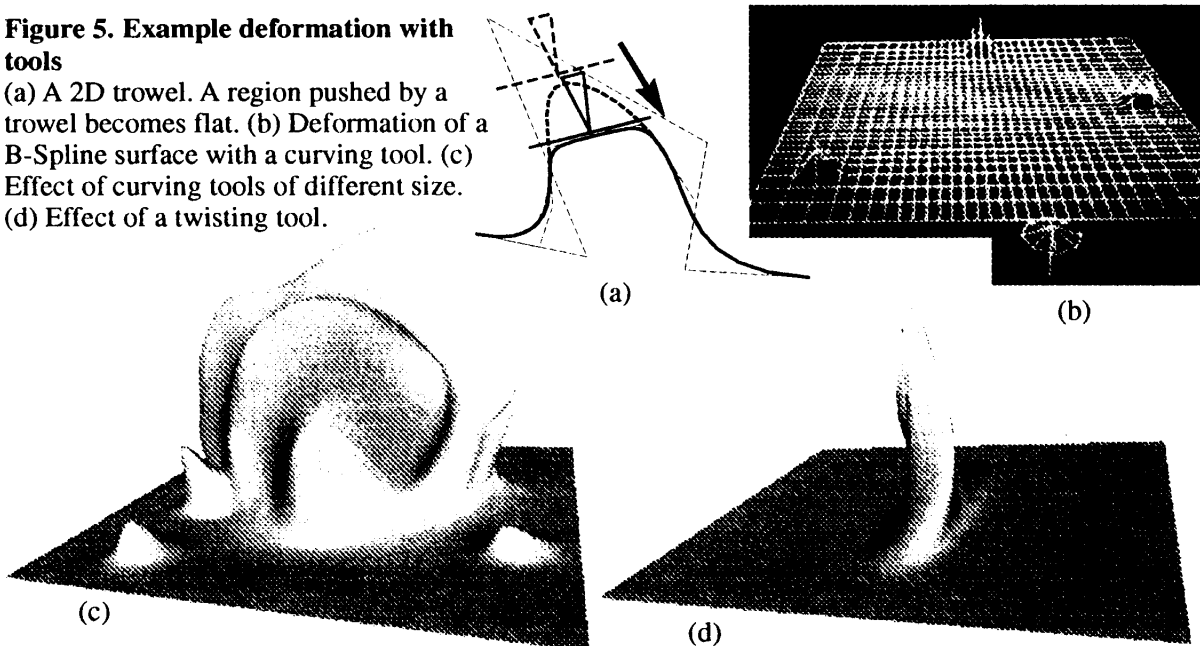 Figure 5. Example deformation with
tools
(a) A 2D trowel. A region pushed by a
trowel becomes flat. (b) Deformation of a
B-Spline surface with a curving tool. (c)
Effect of curving tools of different size.
(d) Effect of a twisting tool.
(a)
(b)
(c)
(d)